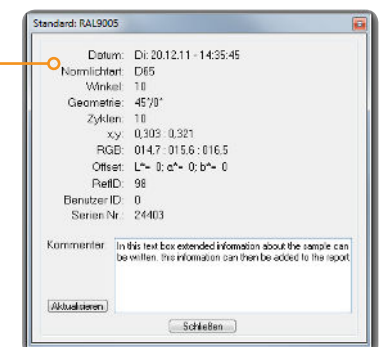 Standard: RAL9005
Datum: Di: 20.12.11 - 14:35:45
Normlichtart: D65
Winkel: 10
Geometrie: 45°/0°
Zyklen: 10
x,y: 0,303 : 0,321
RGB: 014,7 : 015,6 : 016,5
Offset: L*= 0; a*= 0; b*= 0
RefID: 98
Benutzer ID: 0
Serien Nr.: 24403
Kommentar: In this text box extended information about the sample can
be written. this information can then be added to the report
Aktualisieren
Schließen